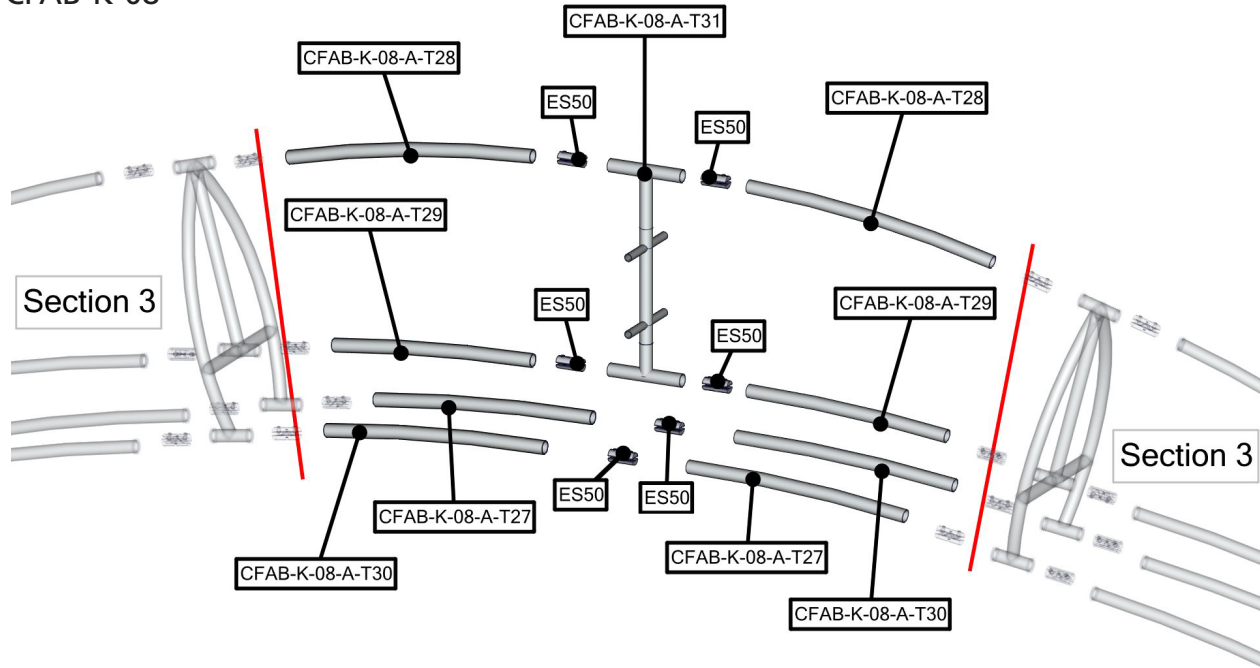 CFAB-K-08
CFAB-K-08-A-T31
CFAB-K-08-A-T28
ES50
ES50
CFAB-K-08-A-T28
CFAB-K-08-A-T29
Section 3
ES50
CFAB-K-08-A-T29
ES50
Section 3
ES50
ES50
CFAB-K-08-A-T27
CFAB-K-08-A-T27
CFAB-K-08-A-T30
CFAB-K-08-A-T30